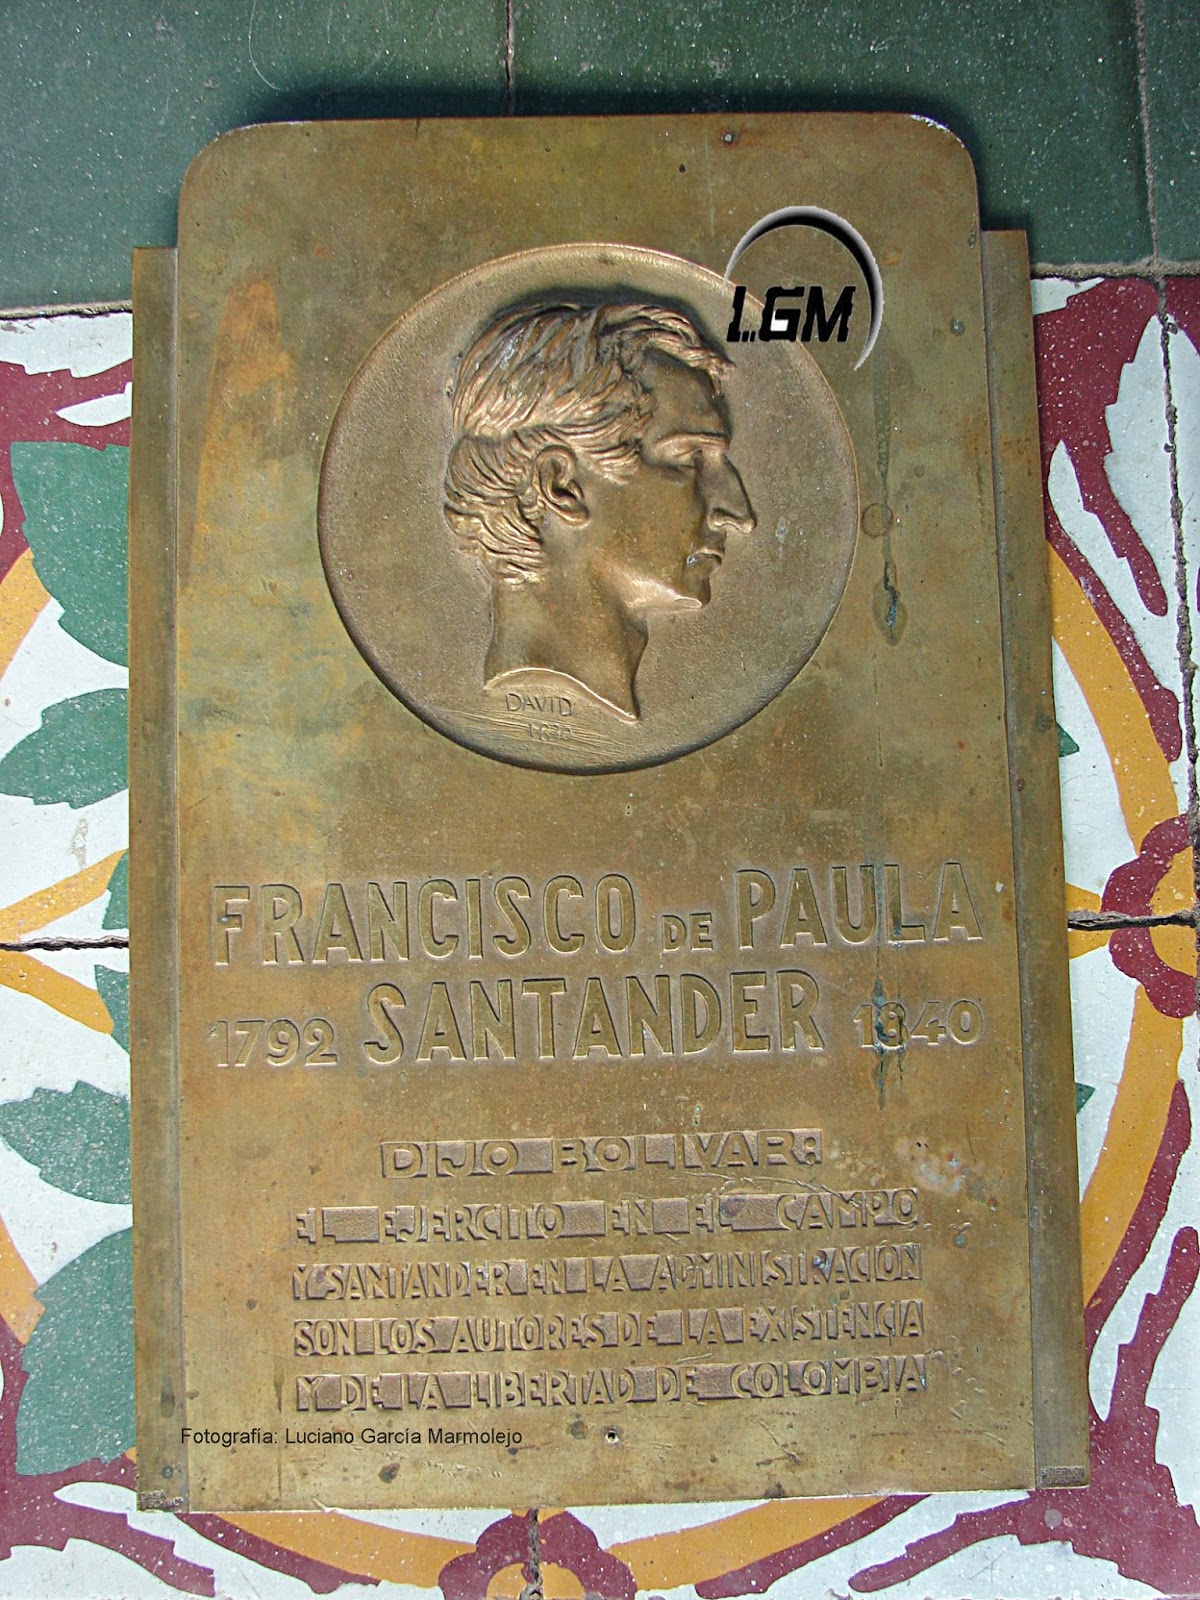 LGM
DAVID
FRANCISCO DE PAULA
1792 SANTANDER 1840
DIJO BOLIVAR:
EL EJERCITO EN EL CAMPO
Y SANTANDER EN LA ADMINISTRACION
SON LOS AUTORES DE LA EXISTENCIA
Y DE LA LIBERTAD DE COLOMBIA
Fotografía: Luciano García Marmolejo